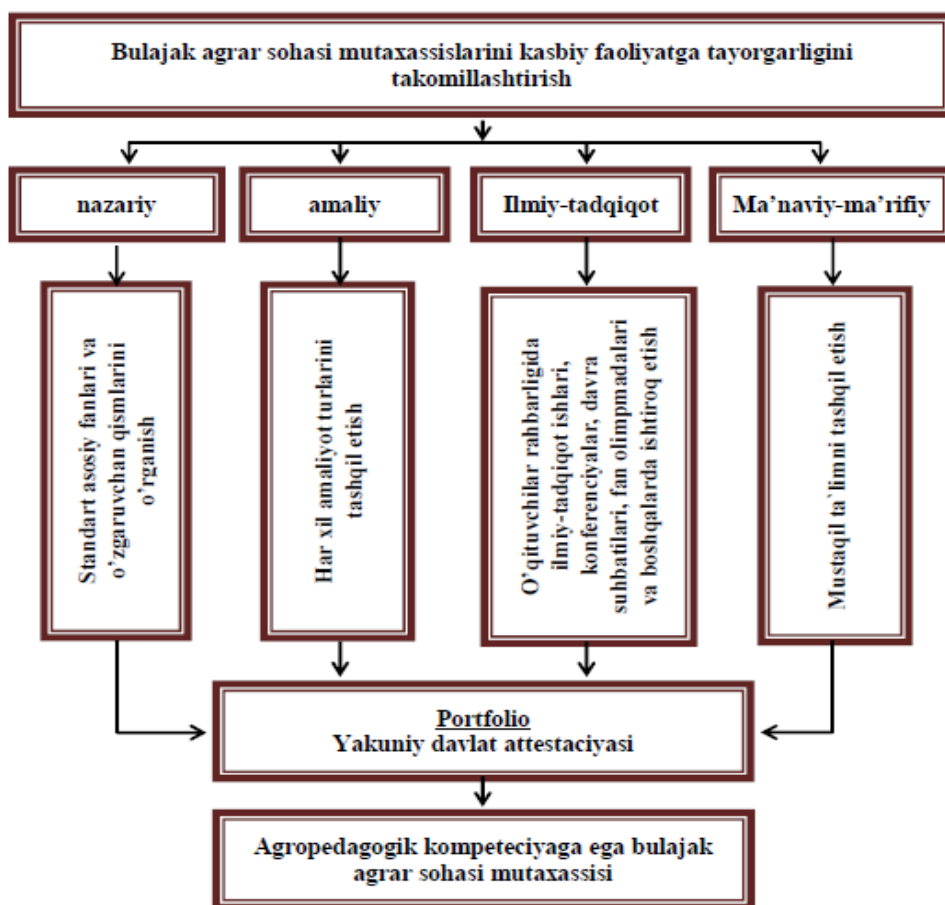 Bulajak agrar sohasi mutaxassislarini kasbiy faoliyatga tayorgarligini
takomillashtirish
nazariy
amaliy
Ilmiy-tadqiqot
Ma’naviy-ma’rifiy
Standart asosiy fanlari va
o’zgaruvchan qismlarini
o’rganish
Har xil amaliyot turlarini
tashqil etish
O’qituvchilar rahbarligida
ilmiy-tadqiqot ishlari,
konferenciyalar, davra
suhbatilari, fan olimpmadalari
va boshqalarda ishtiroq etish
Mustaqil ta`limni tashqil etish
Portfolio
Yakuniy davlat attestaciyasi
Agropedagogik kompeteciyaga ega bulajak
agrar sohasi mutaxassisi